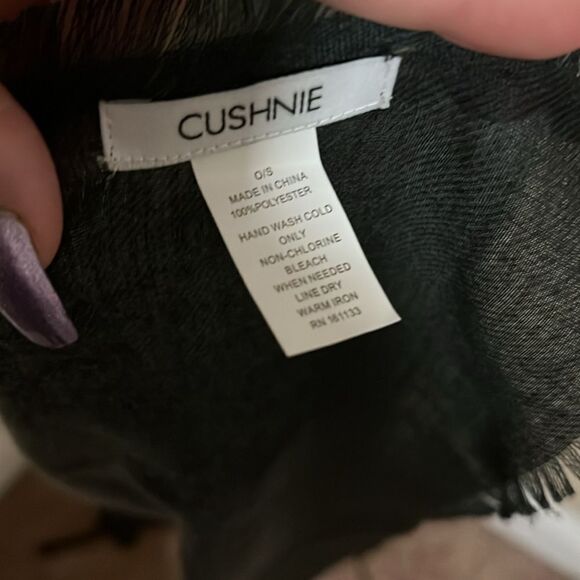 CUSHNIE
O/S
MADE IN CHINA
100%POLYESTER
HAND WASH COLD
ONLY
NON-CHLORINE
BLEACH
WHEN NEEDED
LINE DRY
WARM IRON
RN 161133